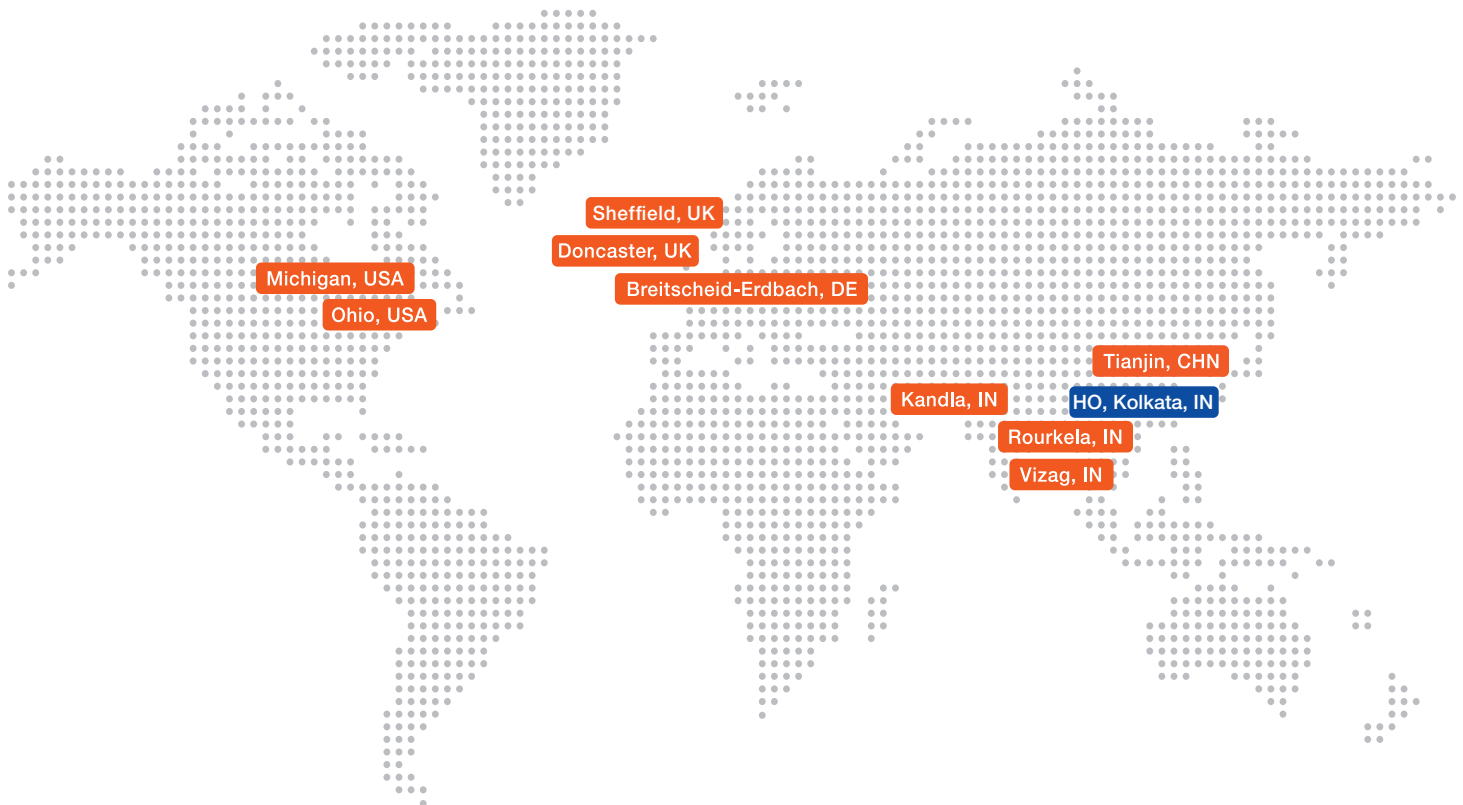 Sheffield, UK
Doncaster, UK
Michigan, USA
Breitscheid-Erdbach, DE
Ohio, USA
Tianjin, CHN
Kandla, IN
HO, Kolkata, IN
Rourkela, IN
Vizag, IN